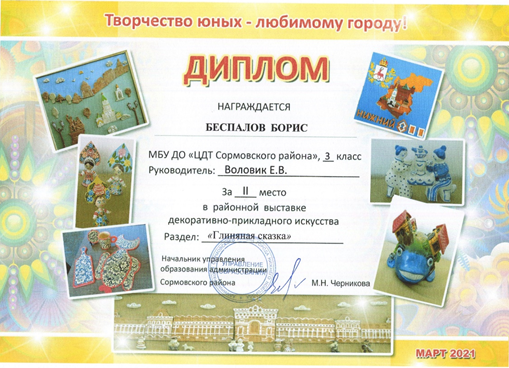 Творчество юных - любимому городу!
ДИПЛОМ
НАГРАЖДАЕТСЯ
БЕСПАЛОВ БОРИС
МБУ ДО «ЦДТ Сормовского района», 3 класс
Руководитель: Воловик Е.В.
За II место
в районной выставке
декоративно-прикладного искусства
Раздел: «Глиняная сказка»
Начальник управления
образования администрации
Сормовского района
М.Н. Черникова
УПРАВЛЕНИЕ
МАРТ 2021